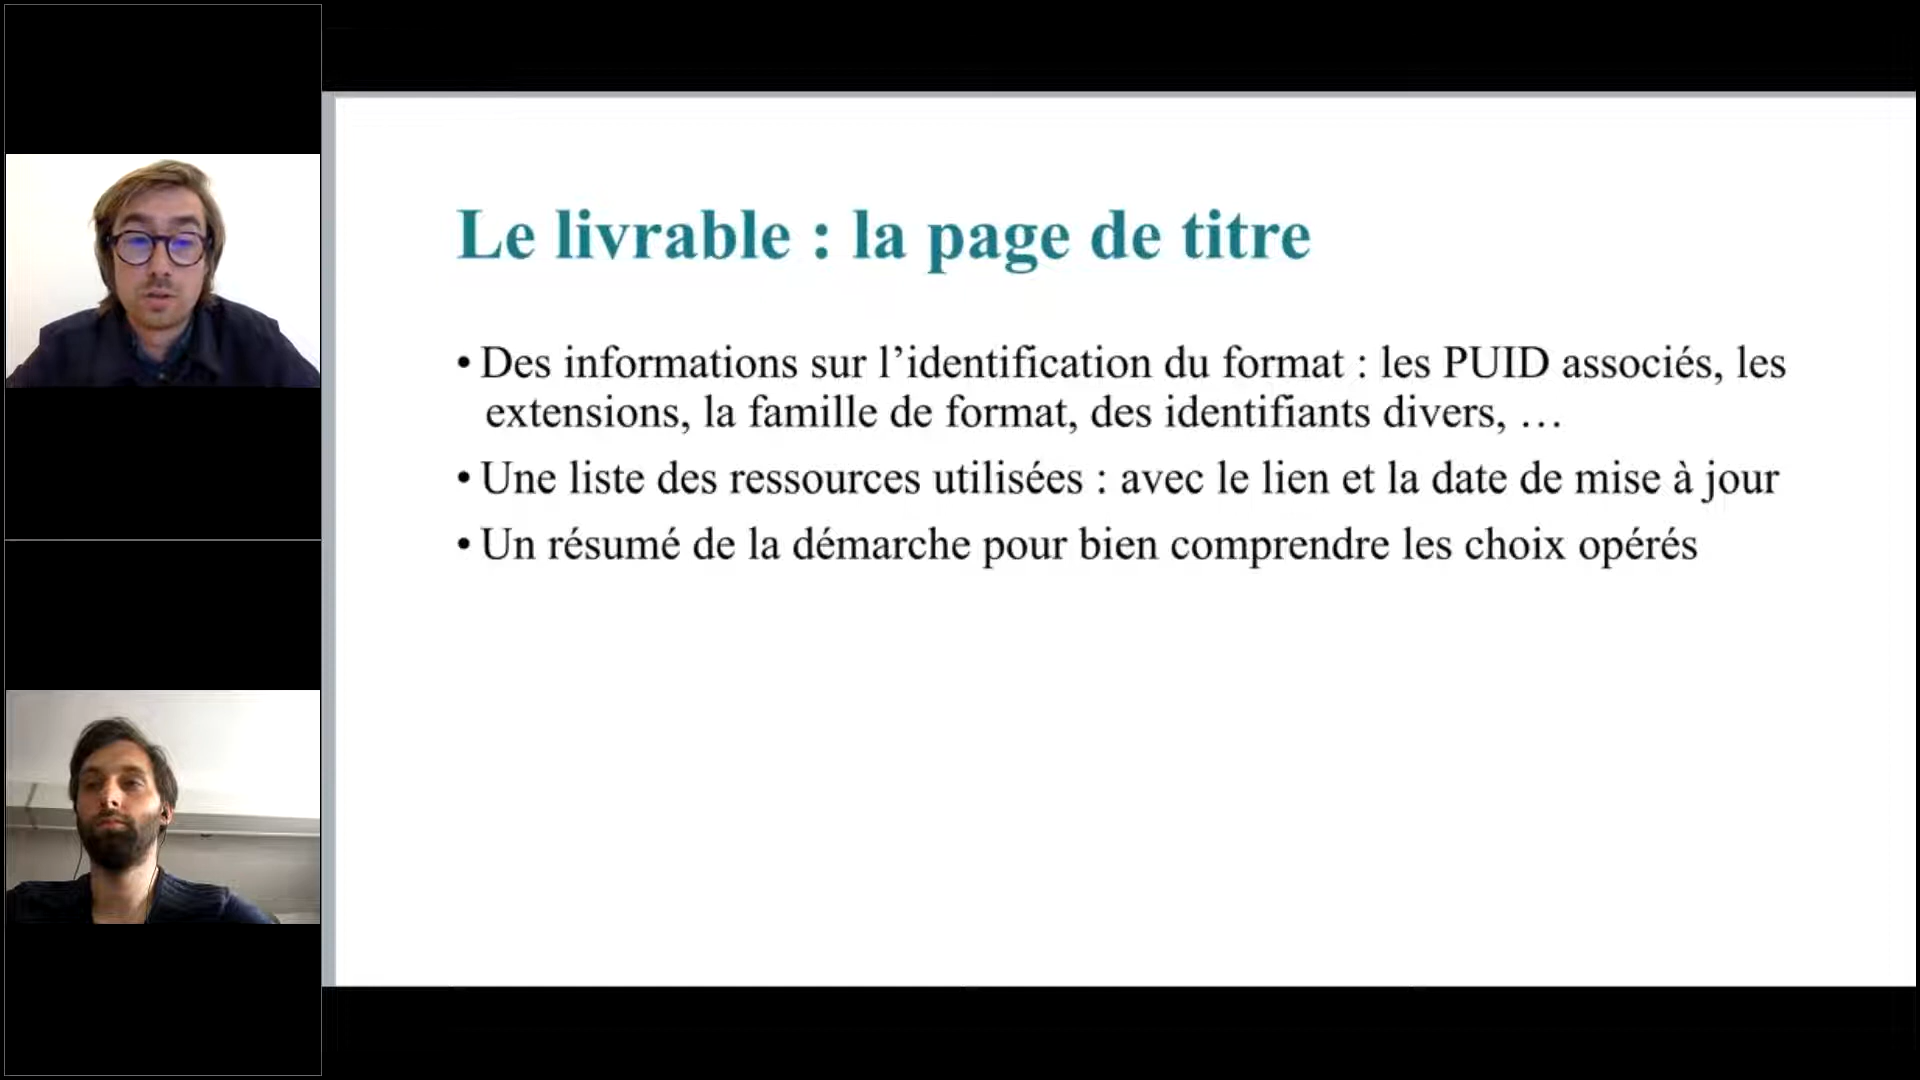 Le livrable : la page de titre
• Des informations sur l’identification du format : les PUID associés, les
extensions, la famille de format, des identifiants divers, …
• Une liste des ressources utilisées : avec le lien et la date de mise à jour
• Un résumé de la démarche pour bien comprendre les choix opérés